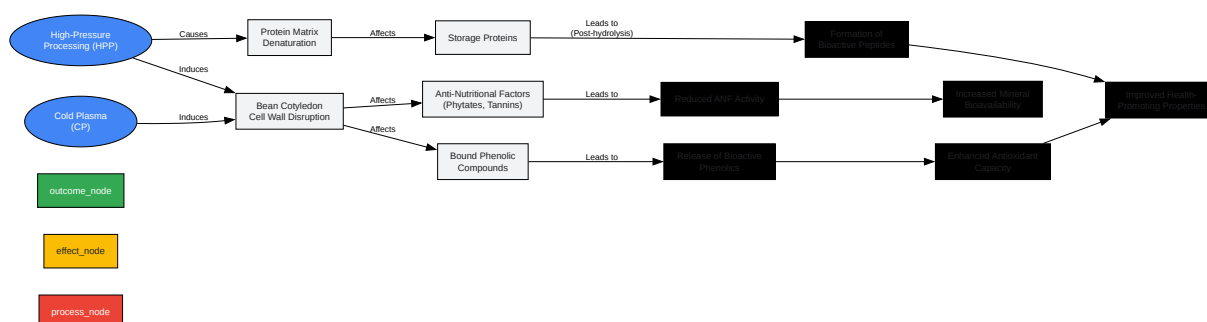 High-Pressure
Processing (HPP)
Causes
Protein Matrix
Denaturation
Affects
Storage Proteins
Leads to
(Post-hydrolysis)
Formation of
Bioactive Peptides
Induces
Cold Plasma
(CP)
Induces
Bean Cotyledon
Cell Wall Disruption
Affects
Anti-Nutritional Factors
(Phytates, Tannins)
Leads to
Reduced ANF Activity
Increased Mineral
Bioavailability
Improved Health-
Promoting Properties
Affects
Bound Phenolic
Compounds
Leads to
Release of Bioactive
Phenolics
Enhanced Antioxidant
Capacity
outcome_node
effect_node
process_node